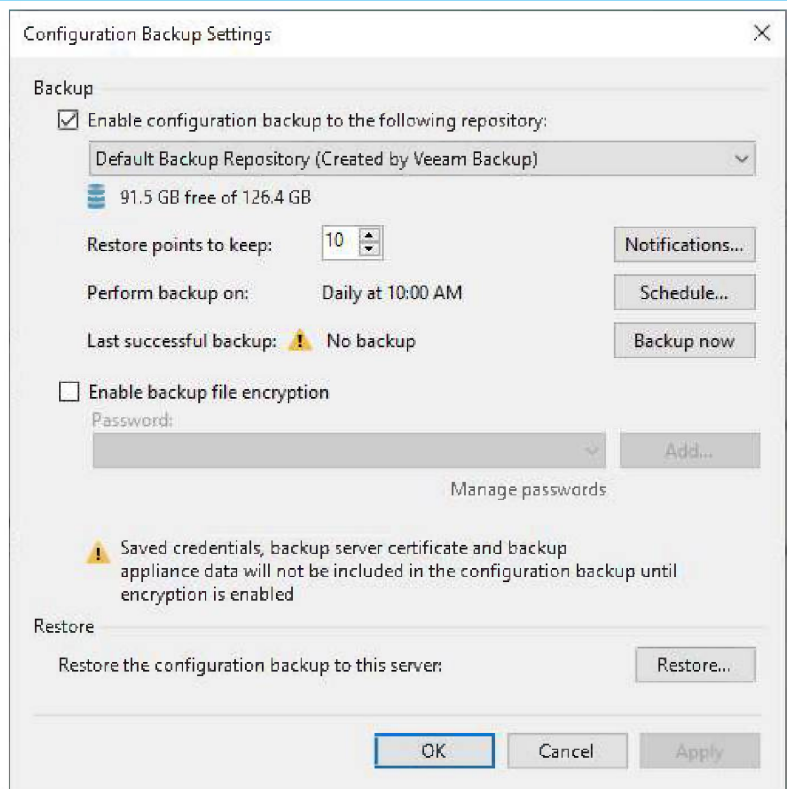 Configuration Backup Settings
Backup
Enable configuration backup to the following repository:
Default Backup Repository (Created by Veeam Backup)
91.5 GB free of 126.4 GB
Restore points to keep: 10 Notifications...
Perform backup on: Daily at 10:00 AM Schedule...
Last successful backup: No backup Backup now
Enable backup file encryption
Password:
Add...
Manage passwords
Saved credentials, backup server certificate and backup
appliance data will not be included in the configuration backup until
encryption is enabled
Restore
Restore the configuration backup to this server: Restore...
OK Cancel Apply